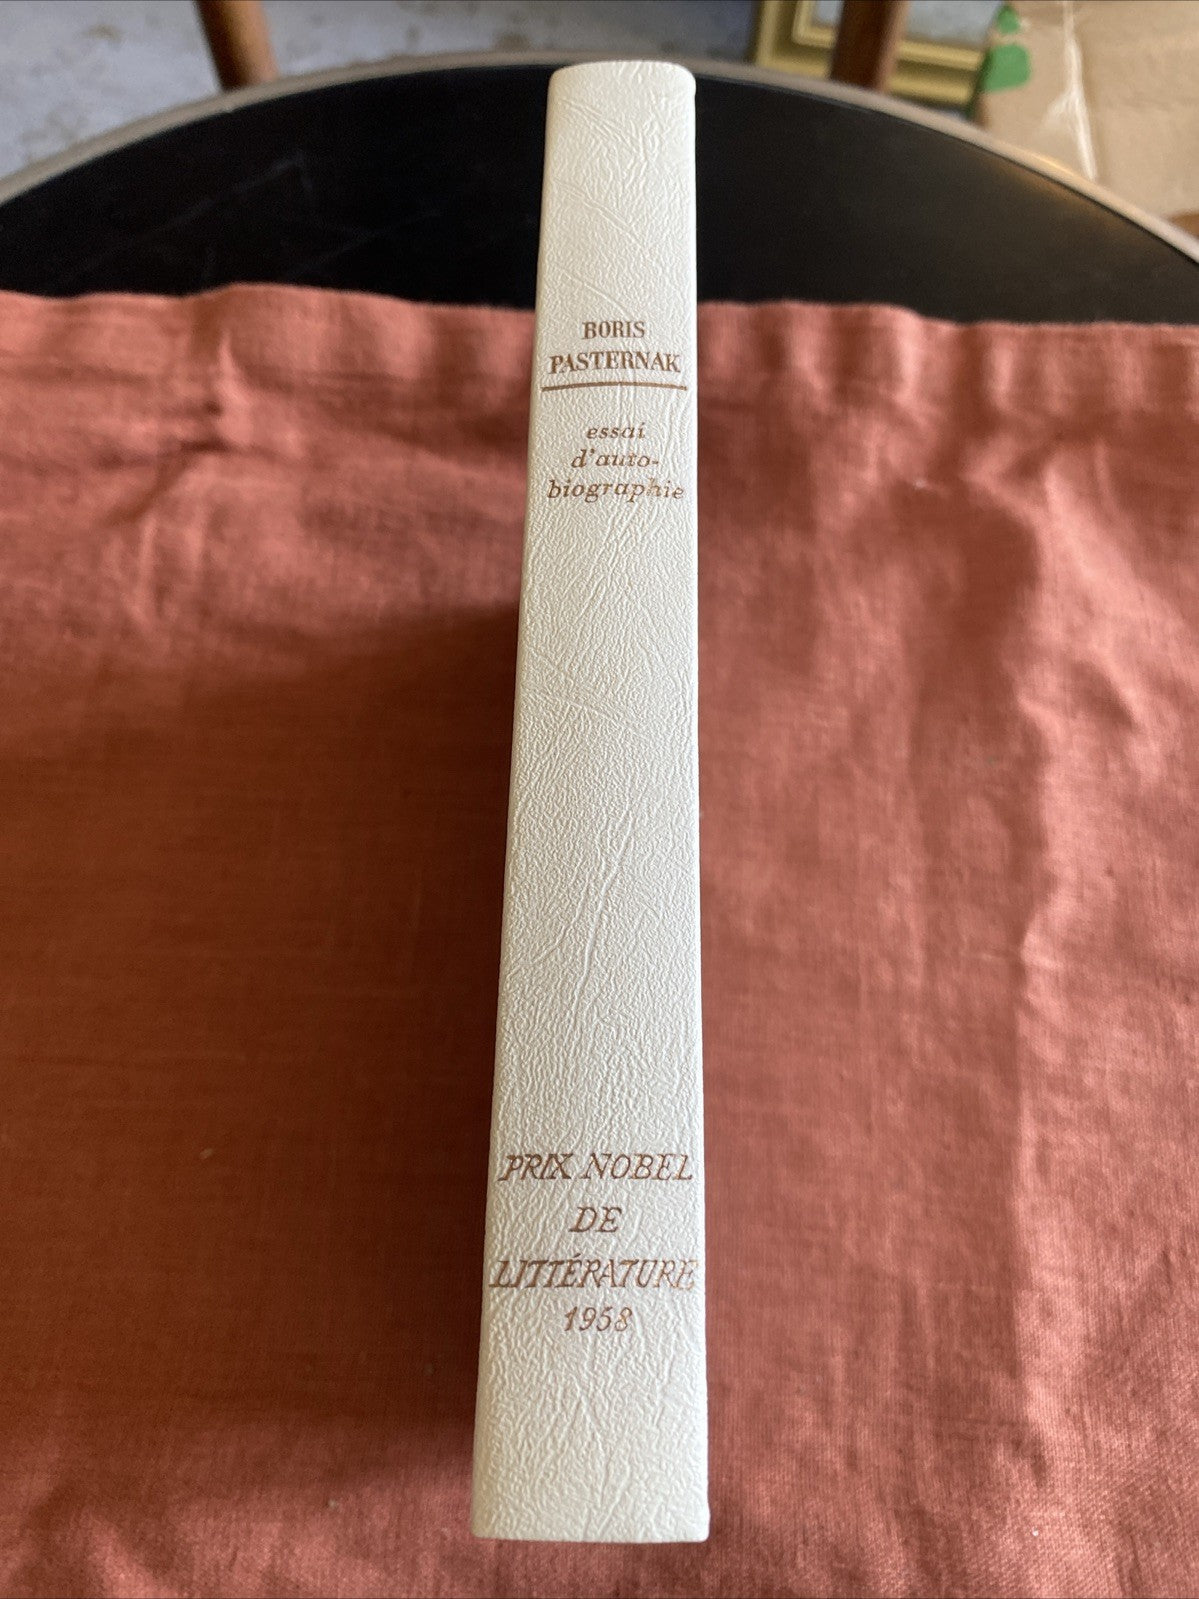 BORIS
PASTERNAK
essai
d'auto-
biographie
PRIX NOBEL
DE
LITTÉRATURE
1958